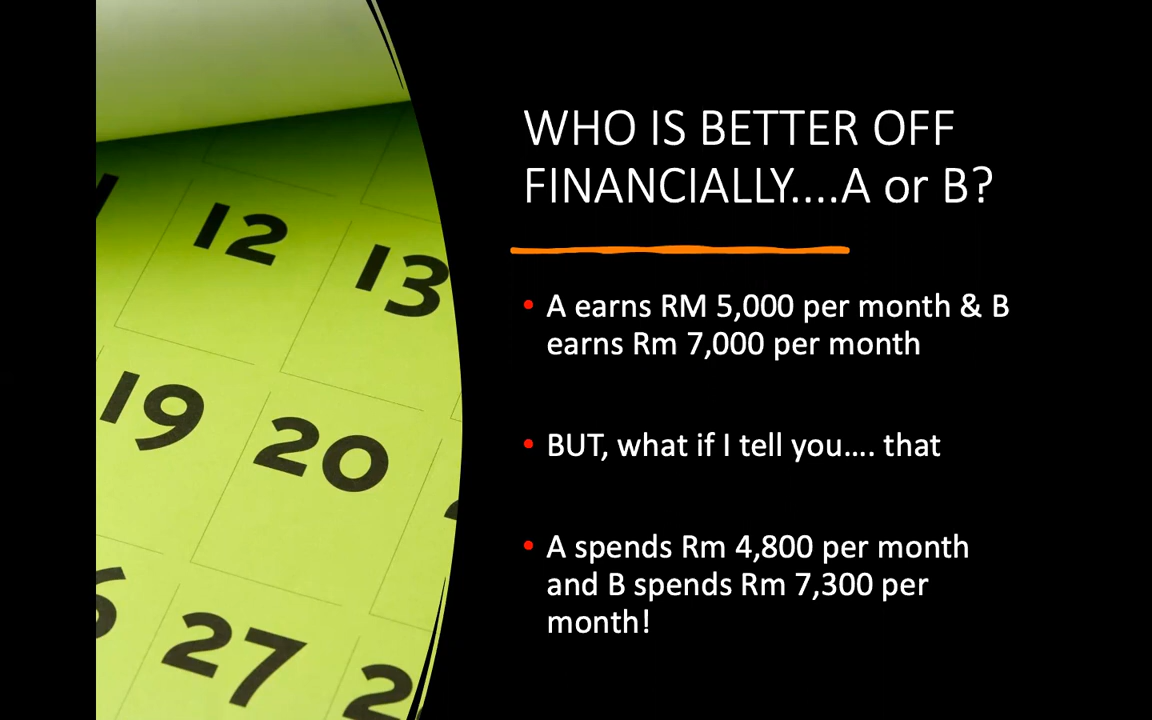 WHO IS BETTER OFF
FINANCIALLY....A or B?
• A earns RM 5,000 per month & B
earns Rm 7,000 per month
• BUT, what if I tell you.... that
• A spends Rm 4,800 per month
and B spends Rm 7,300 per
month!
12
13
19
20
27